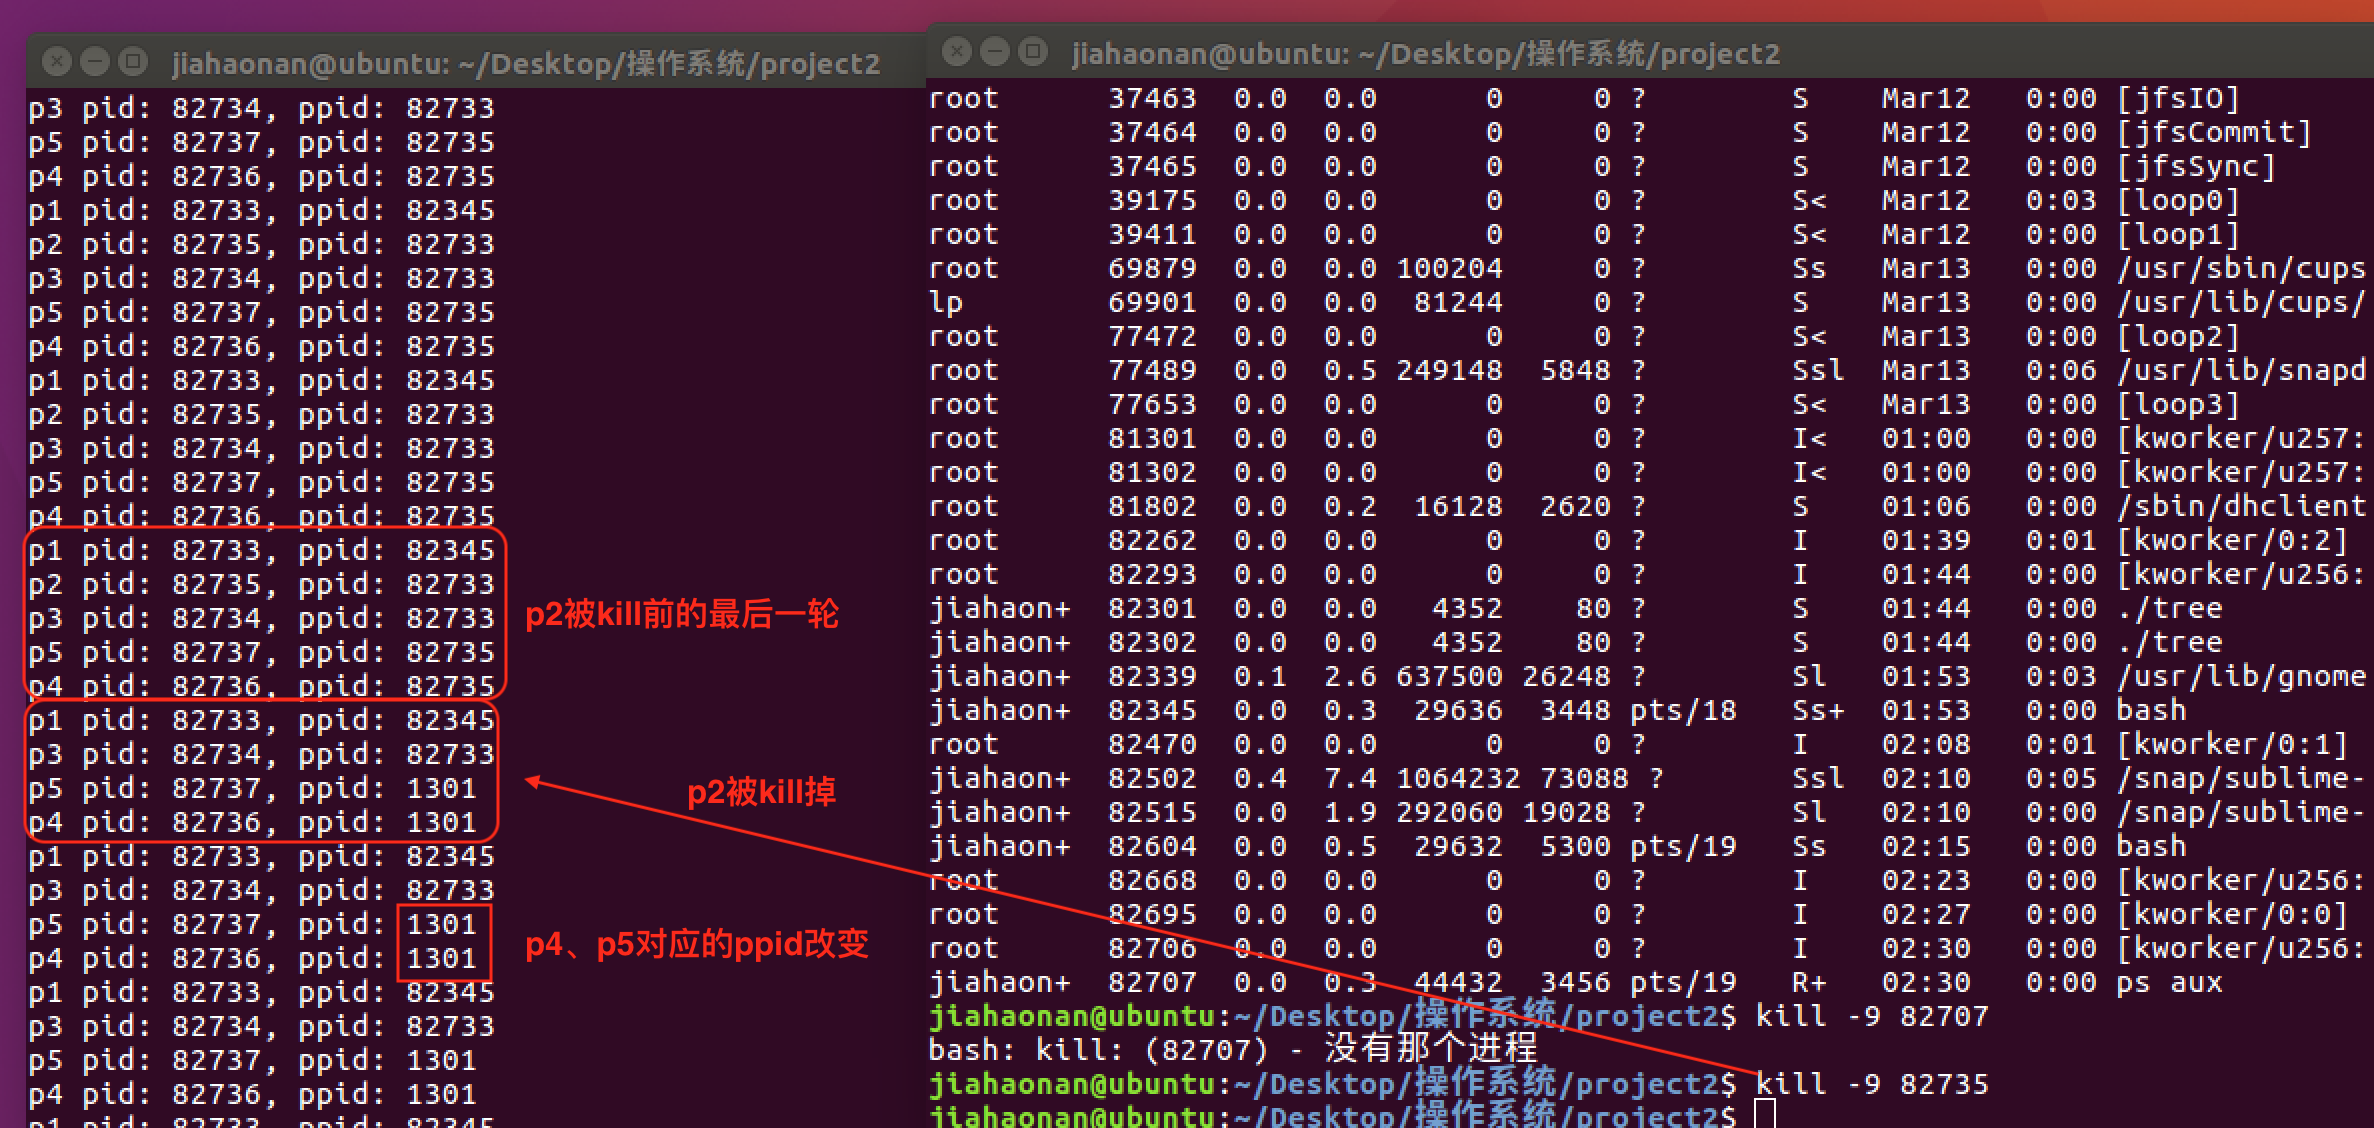 jiahaonan@ubuntu: ~/Desktop/操作系统/project2
p3 pid: 82734, ppid: 82733
p5 pid: 82737, ppid: 82735
p4 pid: 82736, ppid: 82735
p1 pid: 82733, ppid: 82345
p2 pid: 82735, ppid: 82733
p3 pid: 82734, ppid: 82733
p5 pid: 82737, ppid: 82735
p4 pid: 82736, ppid: 82735
p1 pid: 82733, ppid: 82345
p2 pid: 82735, ppid: 82733
p3 pid: 82734, ppid: 82733
p5 pid: 82737, ppid: 82735
p4 pid: 82736, ppid: 82735
p1 pid: 82733, ppid: 82345
p2 pid: 82735, ppid: 82733
p3 pid: 82734, ppid: 82733
p5 pid: 82737, ppid: 82735
p4 pid: 82736, ppid: 82735
p1 pid: 82733, ppid: 82345
p3 pid: 82734, ppid: 82733
p5 pid: 82737, ppid: 1301
p4 pid: 82736, ppid: 1301
p1 pid: 82733, ppid: 82345
p3 pid: 82734, ppid: 82733
p5 pid: 82737, ppid: 1301
p4 pid: 82736, ppid: 1301
p1 pid: 82733, ppid: 82345
p3 pid: 82734, ppid: 82733
p5 pid: 82737, ppid: 1301
p4 pid: 82736, ppid: 1301
p1 pid: 82733, ppid: 82345
p2被kill前的最后一轮
p2被kill掉
p4、p5对应的ppid改变
jiahaonan@ubuntu: ~/Desktop/操作系统/project2
root 37463 0.0 0.0 0 0 ? S Mar12 0:00 [jfsIO]
root 37464 0.0 0.0 0 0 ? S Mar12 0:00 [jfsCommit]
root 37465 0.0 0.0 0 0 ? S Mar12 0:00 [jfsSync]
root 39175 0.0 0.0 0 0 ? S< Mar12 0:03 [loop0]
root 39411 0.0 0.0 0 0 ? S< Mar12 0:00 [loop1]
root 69879 0.0 0.0 100204 0 ? Ss Mar13 0:00 /usr/sbin/cups
lp 69901 0.0 0.0 81244 0 ? S Mar13 0:00 /usr/lib/cups/
root 77472 0.0 0.0 0 0 ? S< Mar13 0:00 [loop2]
root 77489 0.0 0.5 249148 5848 ? Ssl Mar13 0:06 /usr/lib/snapd
root 77653 0.0 0.0 0 0 ? S< Mar13 0:00 [loop3]
root 81301 0.0 0.0 0 0 ? I< 01:00 0:00 [kworker/u257:
root 81302 0.0 0.0 0 0 ? I< 01:00 0:00 [kworker/u257:
root 81802 0.0 0.2 16128 2620 ? S 01:06 0:00 /sbin/dhclient
root 82262 0.0 0.0 0 0 ? I 01:39 0:01 [kworker/0:2]
root 82293 0.0 0.0 0 0 ? I 01:44 0:00 [kworker/u256:
jiahaon+ 82301 0.0 0.0 4352 80 ? S 01:44 0:00 ./tree
jiahaon+ 82302 0.0 0.0 4352 80 ? S 01:44 0:00 ./tree
jiahaon+ 82339 0.1 2.6 637500 26248 ? Sl 01:53 0:03 /usr/lib/gnome
jiahaon+ 82345 0.0 0.3 29636 3448 pts/18 Ss+ 01:53 0:00 bash
root 82470 0.0 0.0 0 0 ? I 02:08 0:01 [kworker/0:1]
jiahaon+ 82502 0.4 7.4 1064232 73088 ? Ssl 02:10 0:05 /snap/sublime-
jiahaon+ 82515 0.0 1.9 292060 19028 ? Sl 02:10 0:00 /snap/sublime-
jiahaon+ 82604 0.0 0.5 29632 5300 pts/19 Ss 02:15 0:00 bash
root 82668 0.0 0.0 0 0 ? I 02:23 0:00 [kworker/u256:
root 82695 0.0 0.0 0 0 ? I 02:27 0:00 [kworker/0:0]
root 82706 0.0 0.0 0 0 ? I 02:30 0:00 [kworker/u256:
jiahaon+ 82707 0.0 0.3 44432 3456 pts/19 R+ 02:30 0:00 ps aux
jiahaonan@ubuntu:~/Desktop/操作系统/project2$ kill -9 82707
bash: kill: (82707) - 没有那个进程
jiahaonan@ubuntu:~/Desktop/操作系统/project2$ kill -9 82735
jiahaonan@ubuntu:~/Desktop/操作系统/project2$